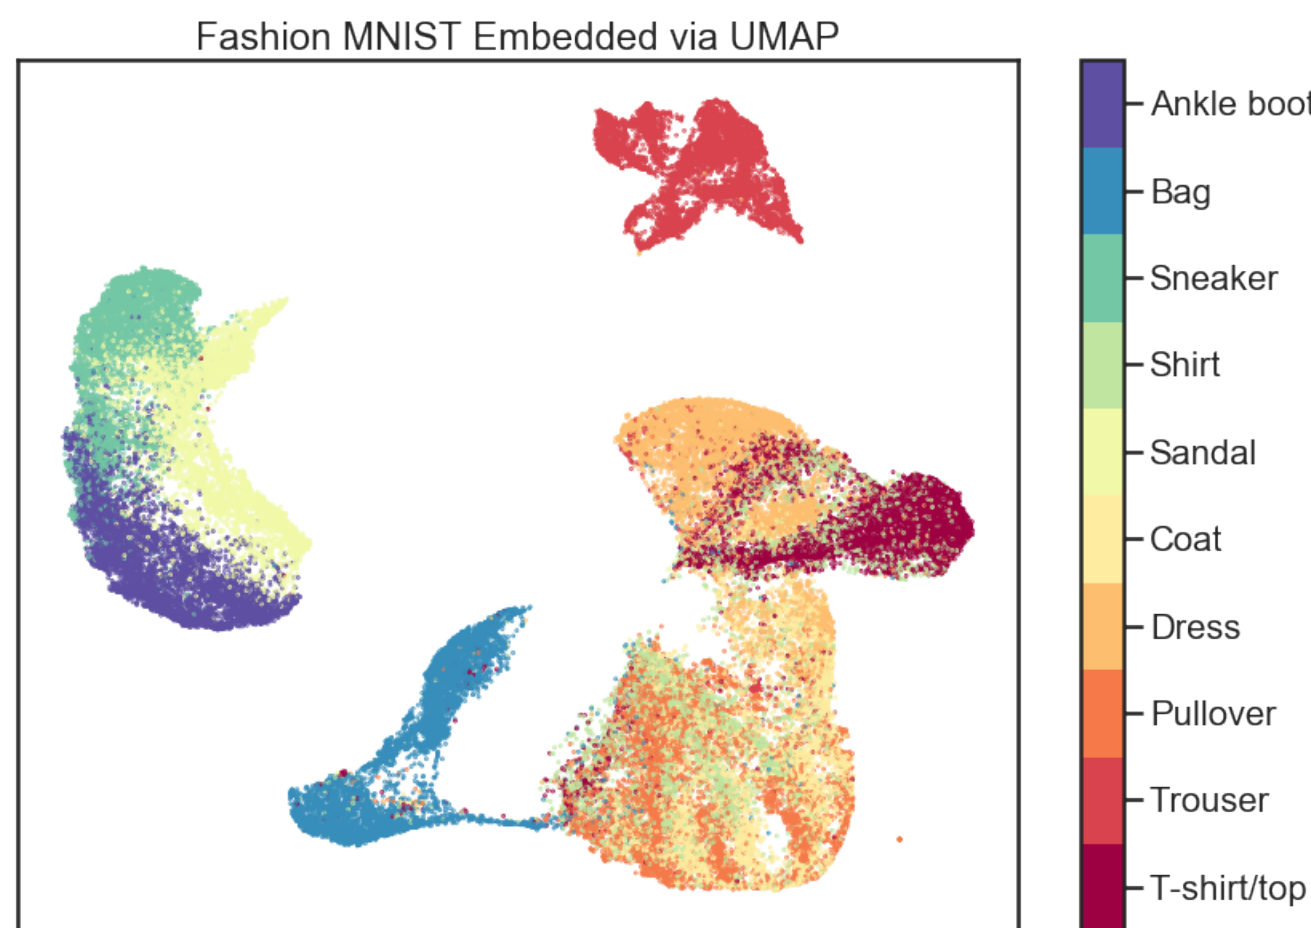 Fashion MNIST Embedded via UMAP
Ankle boot
Bag
Sneaker
Shirt
Sandal
Coat
Dress
Pullover
Trouser
T-shirt/top